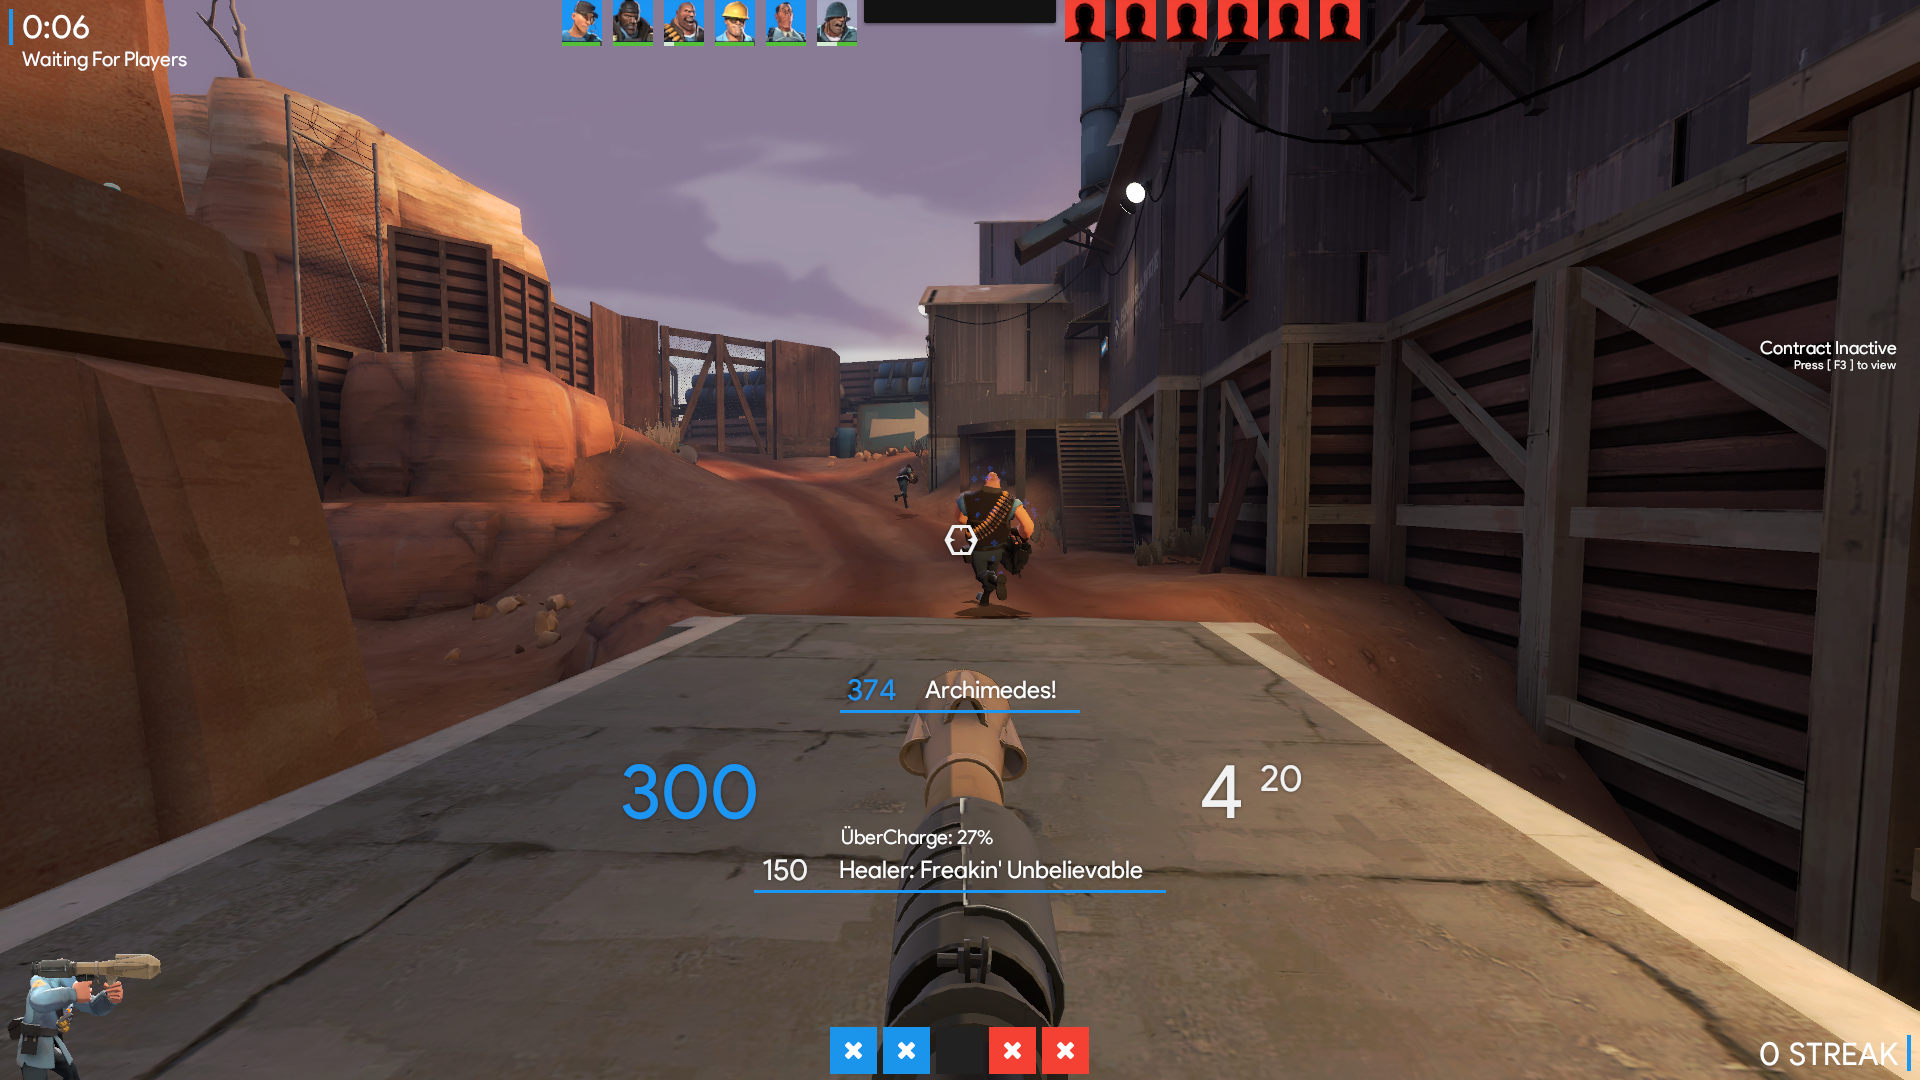 0:06
Waiting For Players
Contract Inactive
Press [ F3 ] to view
374 Archimedes!
300
4 20
ÜberCharge: 27%
150 Healer: Freakin' Unbelievable
0 STREAK